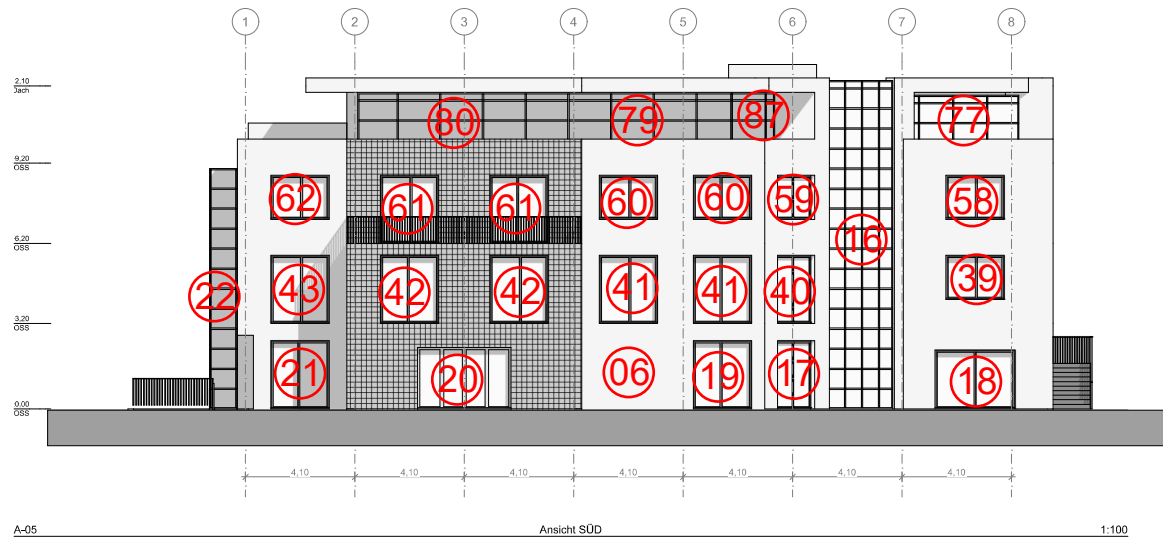 1 2 3 4 5 6 7 8
2.10
Dach
80 79 87 77
9.20
OSS
62 61 61 60 60 59 58
6.20
OSS
16
22 43 42 42 41 41 40 39
3.20
OSS
21 20 06 19 17 18
0.00
OSS
4,10 4,10 4,10 4,10 4,10 4,10 4,10
A-05 Ansicht SÜD 1:100